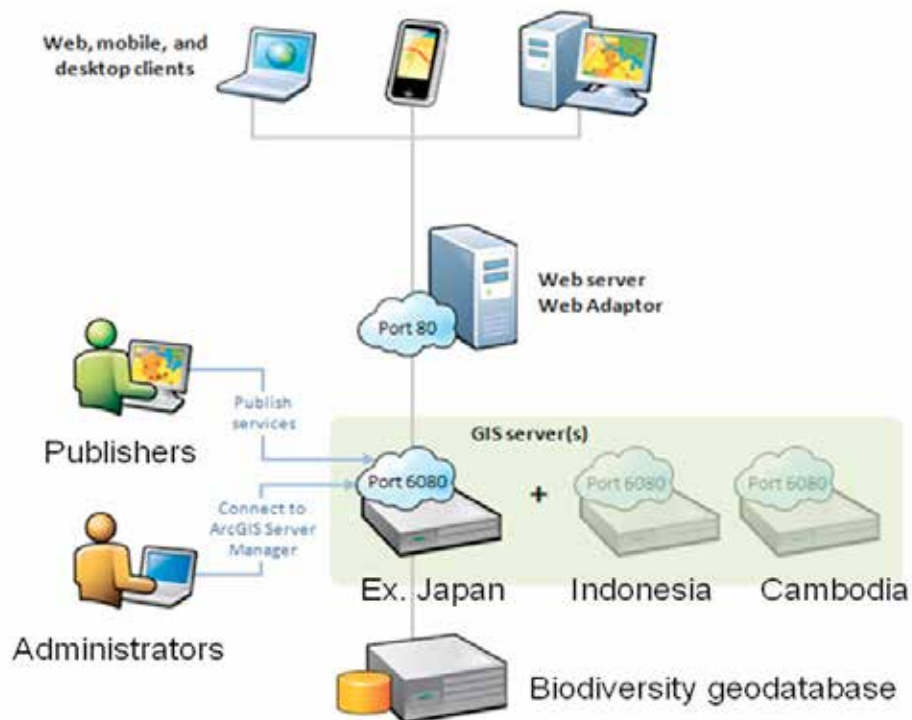 Web, mobile, and
desktop clients
Web server
Web Adaptor
Port 80
Publish
services
Publishers
GIS server(s)
Port 6080
+
Port 6080
Port 6080
Connect to
ArcGIS Server
Manager
Ex. Japan
Indonesia
Cambodia
Administrators
Biodiversity geodatabase